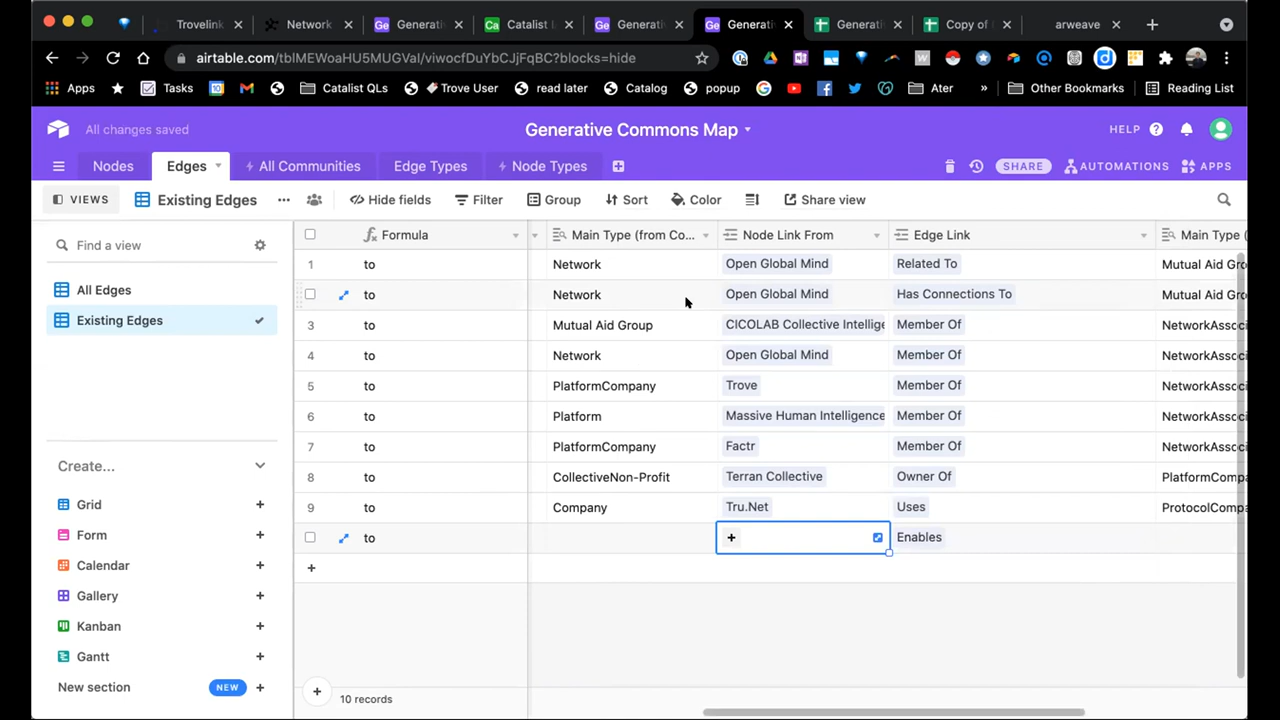 Trovelink
Network
Generativ
Catalist L
Generativ
Generativ
Generativ
Copy of
arweave
airtable.com/tblMEWoaHU5MUGVal/viwocfDuYbCJjFqBC?blocks=hide
Apps
Tasks
Catalist QLs
Trove User
read later
Catalog
popup
Ater
»
Other Bookmarks
Reading List
All changes saved
Generative Commons Map
HELP
Nodes
Edges
All Communities
Edge Types
Node Types
SHARE
AUTOMATIONS
APPS
VIEWS
Existing Edges
Hide fields
Filter
Group
Sort
Color
Share view
Find a view
All Edges
Existing Edges
Create...
Grid
Form
Calendar
Gallery
Kanban
Gantt
New section NEW
Formula Main Type (from Co... Node Link From Edge Link Main Type (
1 to Network Open Global Mind Related To Mutual Aid Gro
to Network Open Global Mind Has Connections To Mutual Aid Gro
3 to Mutual Aid Group CICOLAB Collective Intellige Member Of NetworkAssoci
4 to Network Open Global Mind Member Of NetworkAssoci
5 to PlatformCompany Trove Member Of NetworkAssoci
6 to Platform Massive Human Intelligence Member Of NetworkAssoci
7 to PlatformCompany Factr Member Of NetworkAssoci
8 to CollectiveNon-Profit Terran Collective Owner Of PlatformComp
9 to Company Tru.Net Uses ProtocolCompa
to + Enables
+
+ 10 records